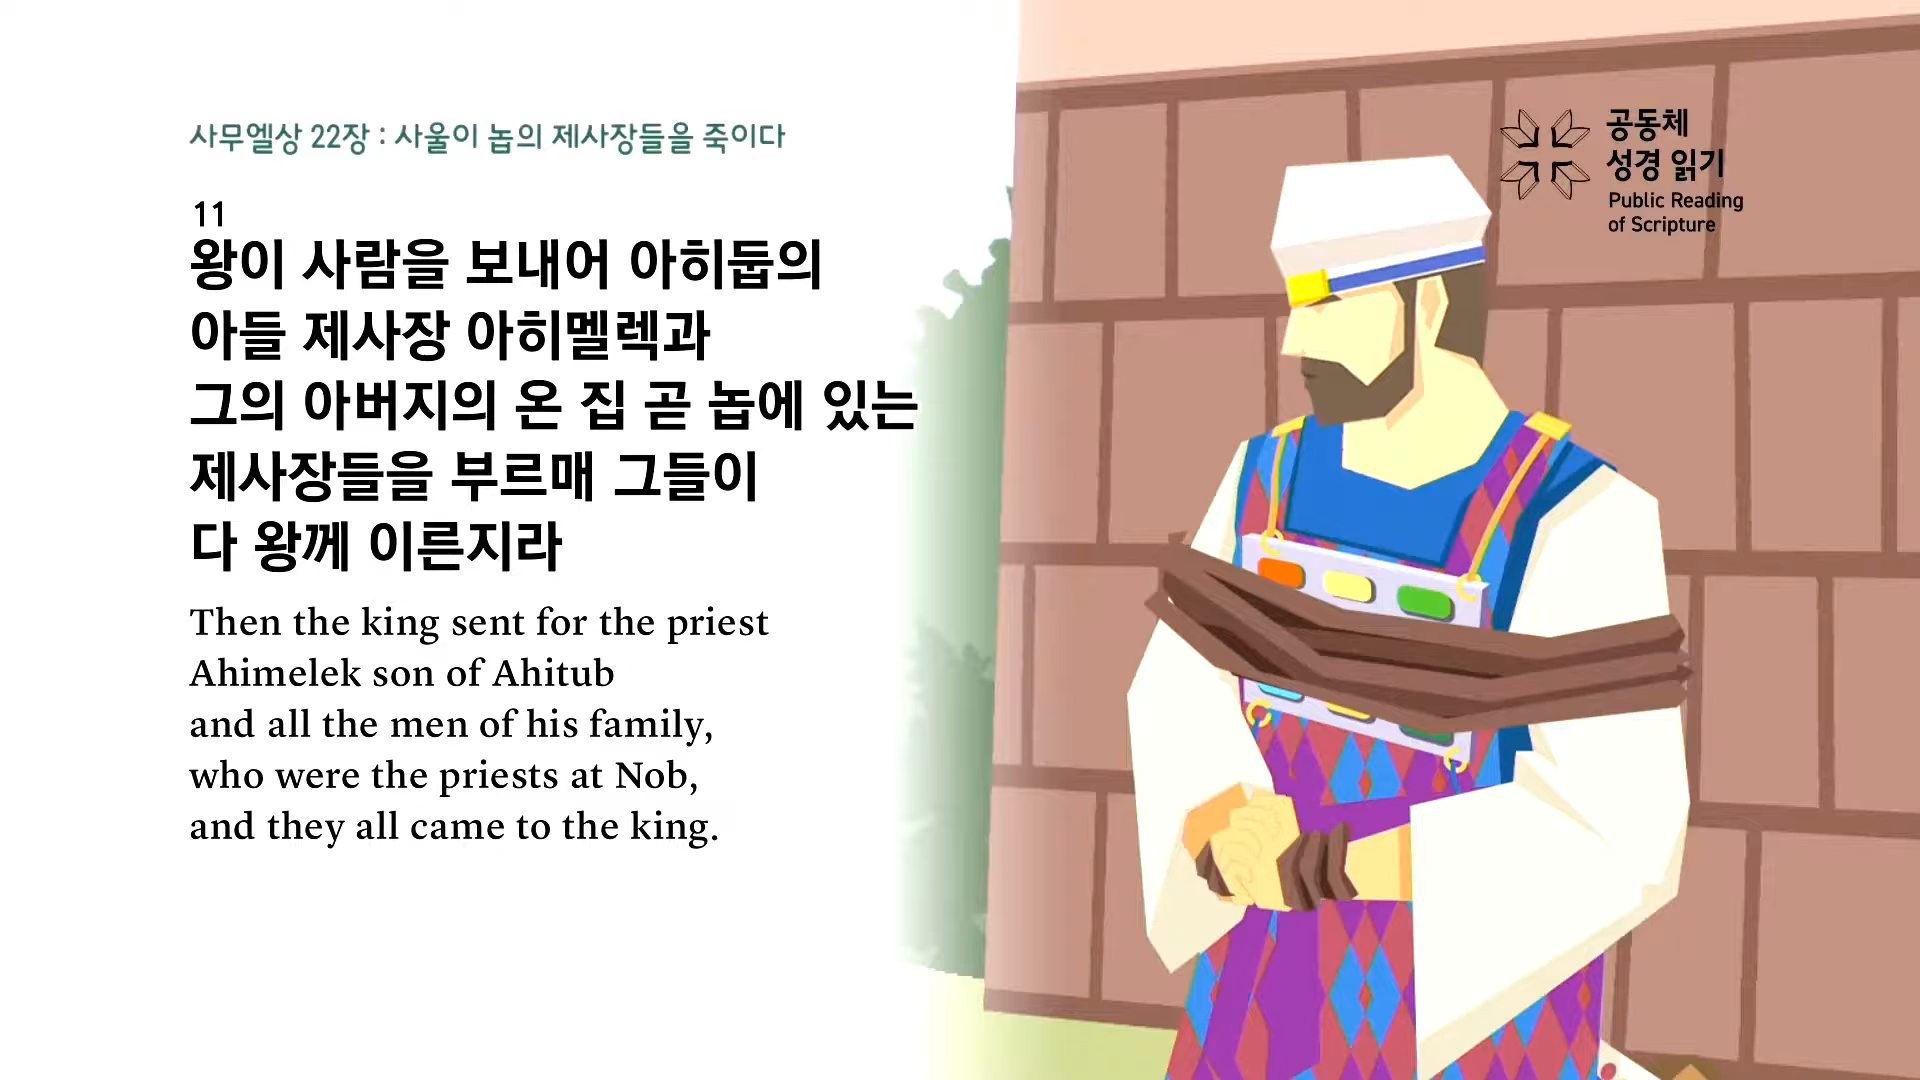 사무엘상 22장 : 사울이 놉의 제사장들을 죽이다
11
왕이 사람을 보내어 아히둡의
아들 제사장 아히멜렉과
그의 아버지의 온 집 곧 놉에 있는
제사장들을 부르매 그들이
다 왕께 이른지라
Then the king sent for the priest
Ahimelek son of Ahitub
and all the men of his family,
who were the priests at Nob,
and they all came to the king.
공동체
성경 읽기
Public Reading
of Scripture